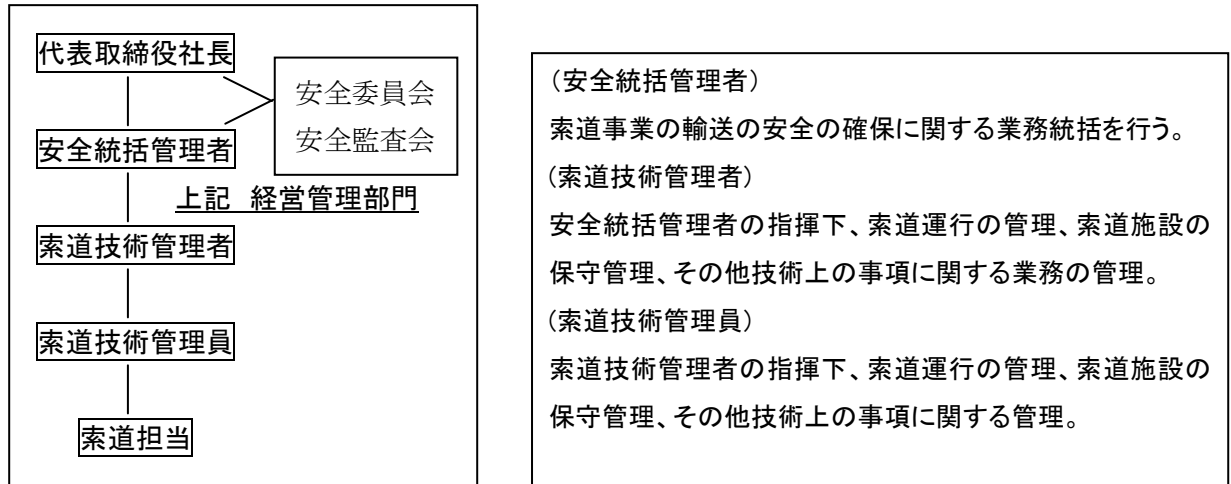 代表取締役社長
安全委員会
安全監査会
安全統括管理者
上記　経営管理部門
索道技術管理者
索道技術管理員
索道担当
（安全統括管理者）
索道事業の輸送の安全の確保に関する業務統括を行う。
（索道技術管理者）
安全統括管理者の指揮下、索道運行の管理、索道施設の
保守管理、その他技術上の事項に関する業務の管理。
（索道技術管理員）
索道技術管理者の指揮下、索道運行の管理、索道施設の
保守管理、その他技術上の事項に関する管理。